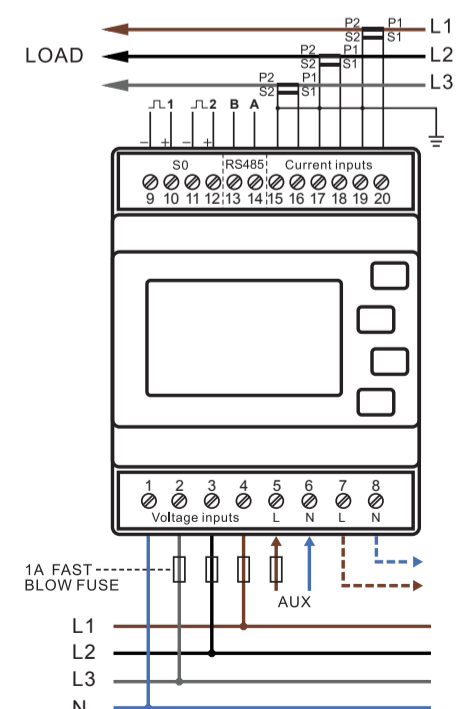 P2 P1 L1
S2 S1
LOAD P2 P1 L2
S2 S1
P2 P1 L3
S2 S1
1 2 B A
− + − +
S0 RS485 Current inputs
9 10 11 12 13 14 15 16 17 18 19 20
1 2 3 4 5 6 7 8
Voltage inputs L N L N
1A FAST
BLOW FUSE
AUX
L1
L2
L3
N